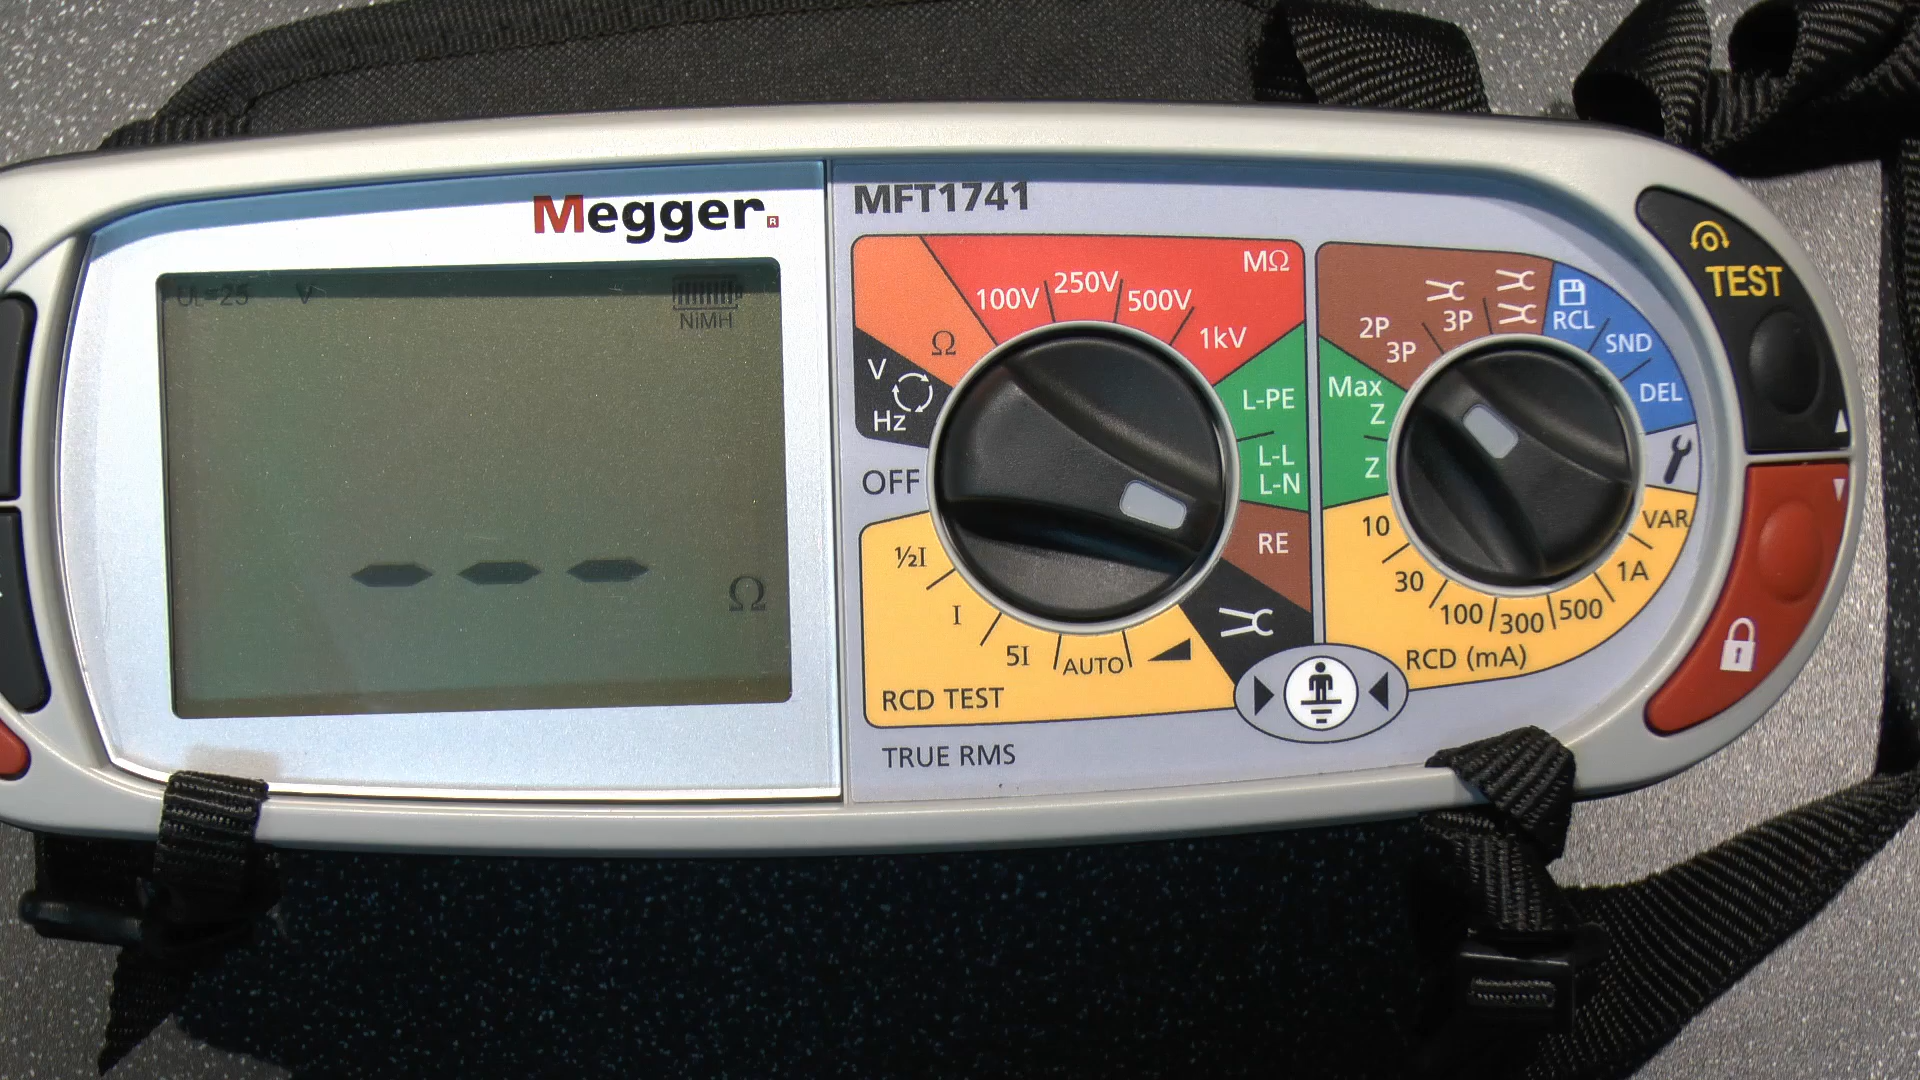 Megger
MFT1741
UL=25 V
NiMH
Ω
MΩ
100V
250V
500V
1kV
Ω
V
Hz
OFF
L-PE
L-L
L-N
RE
½I
I
5I
AUTO
RCD TEST
TRUE RMS
2P
3P
3P
RCL
SND
DEL
Max
Z
Z
10
30
100
300
500
1A
VAR
RCD (mA)
TEST